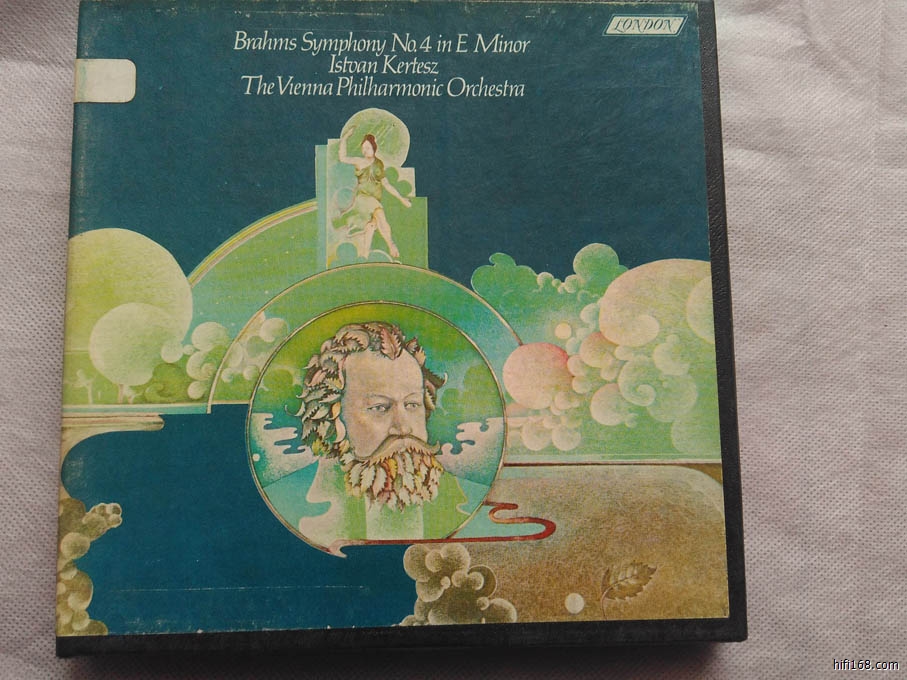 LONDON
Brahms Symphony No. 4 in E Minor
Istvan Kertesz
The Vienna Philharmonic Orchestra
hifi168.com